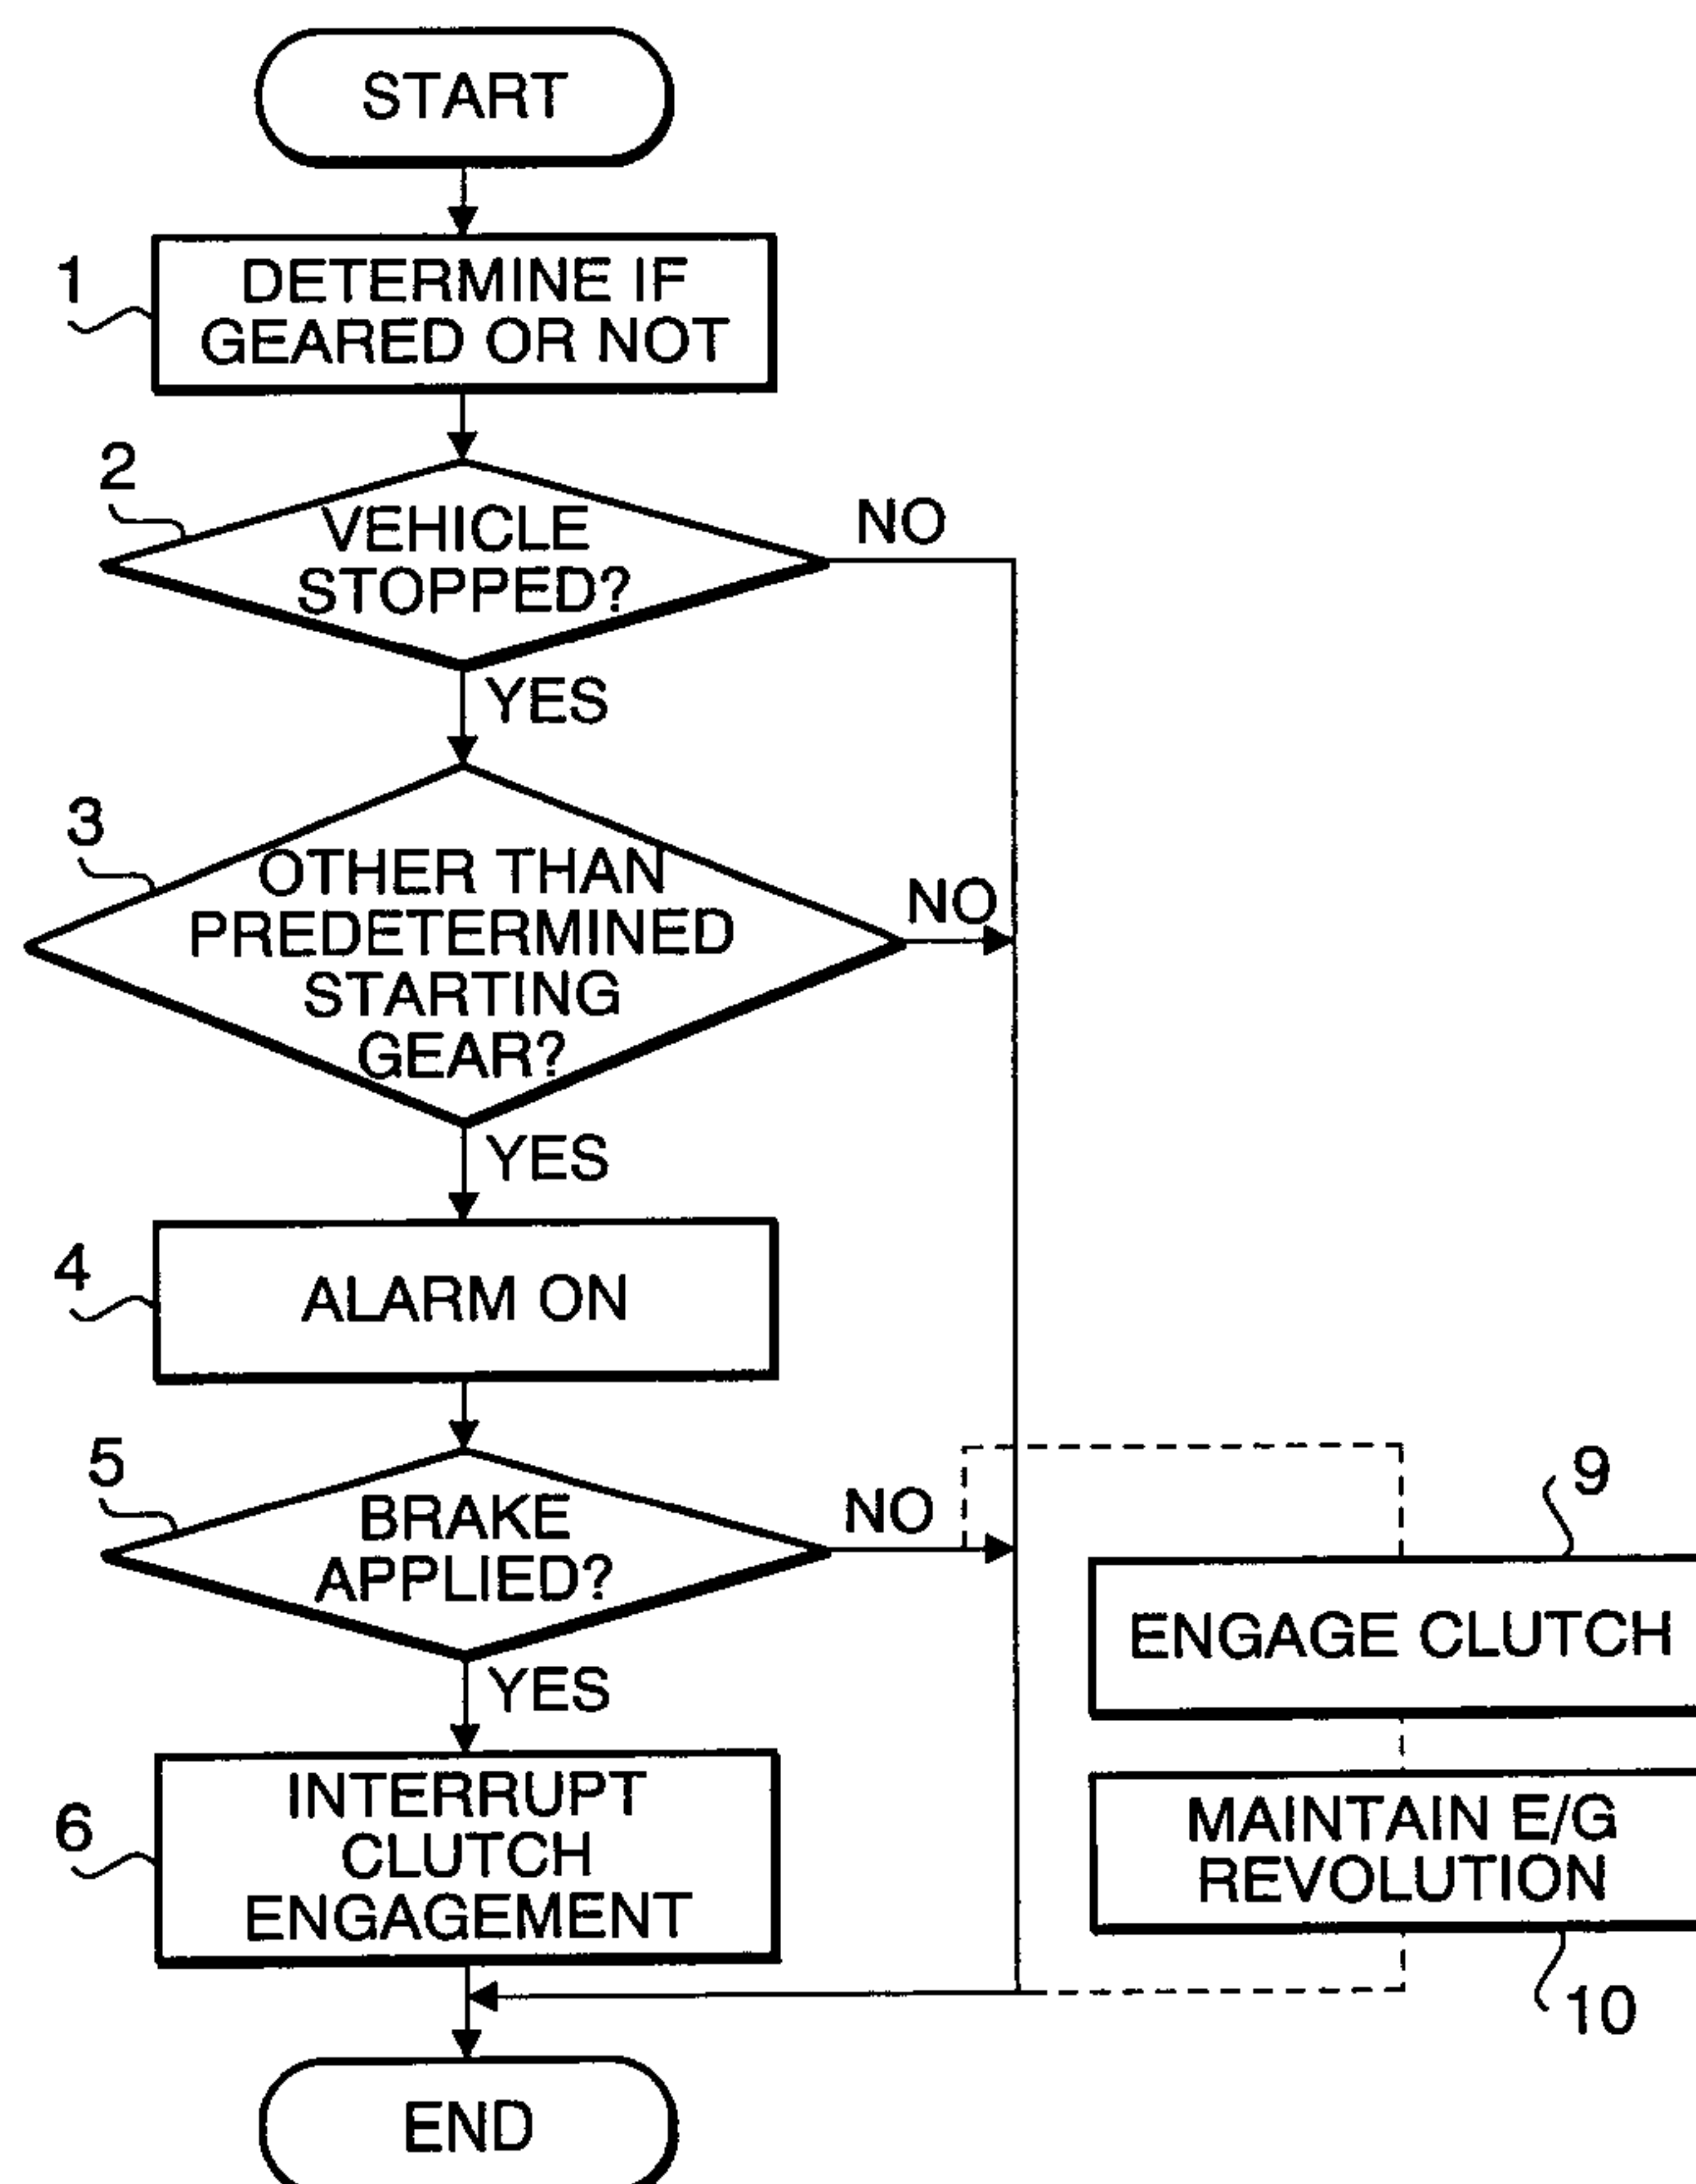 START
1
DETERMINE IF
GEARED OR NOT
2
VEHICLE
STOPPED?
NO
YES
3
OTHER THAN
PREDETERMINED
STARTING
GEAR?
NO
YES
4
ALARM ON
5
BRAKE
APPLIED?
NO
YES
9
ENGAGE CLUTCH
6
INTERRUPT
CLUTCH
ENGAGEMENT
MAINTAIN E/G
REVOLUTION
10
END